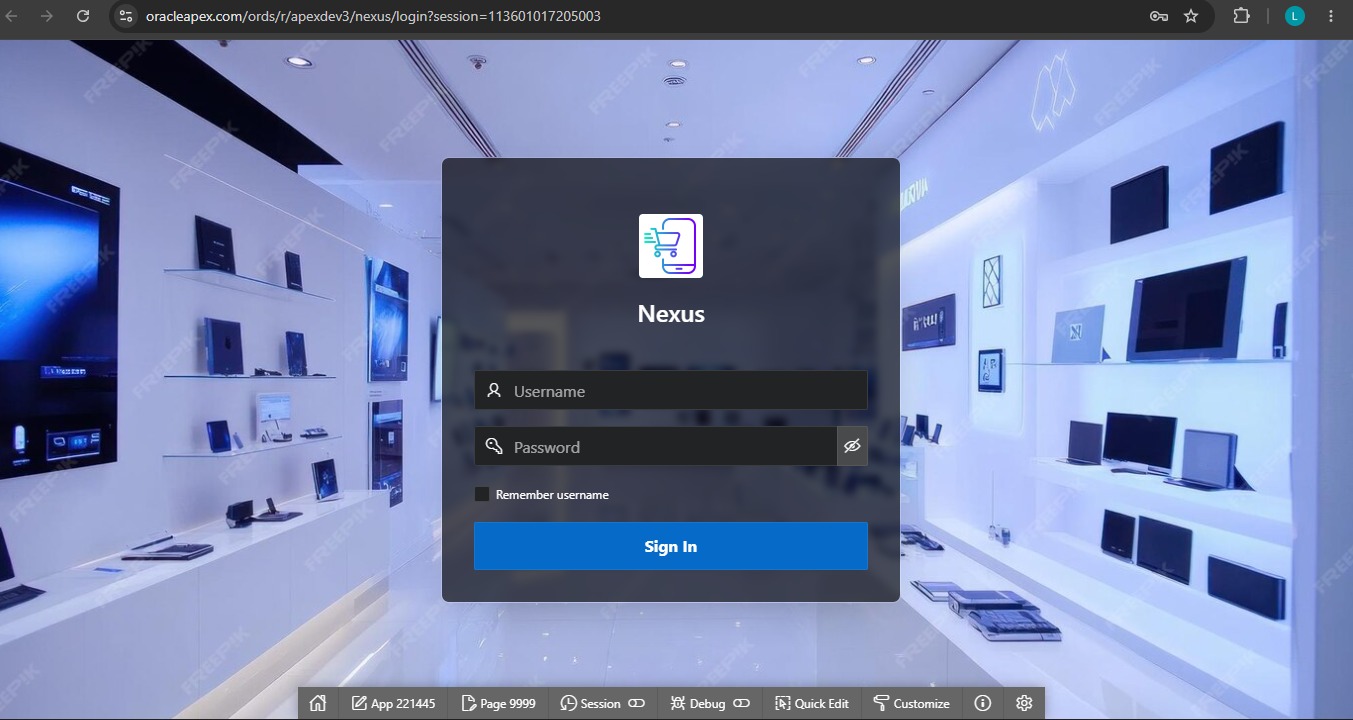 oracleapex.com/ords/r/apexdev3/nexus/login?session=113601017205003
L
Nexus
Username
Password
Remember username
Sign In
App 221445
Page 9999
Session
Debug
Quick Edit
Customize
FREEPIK